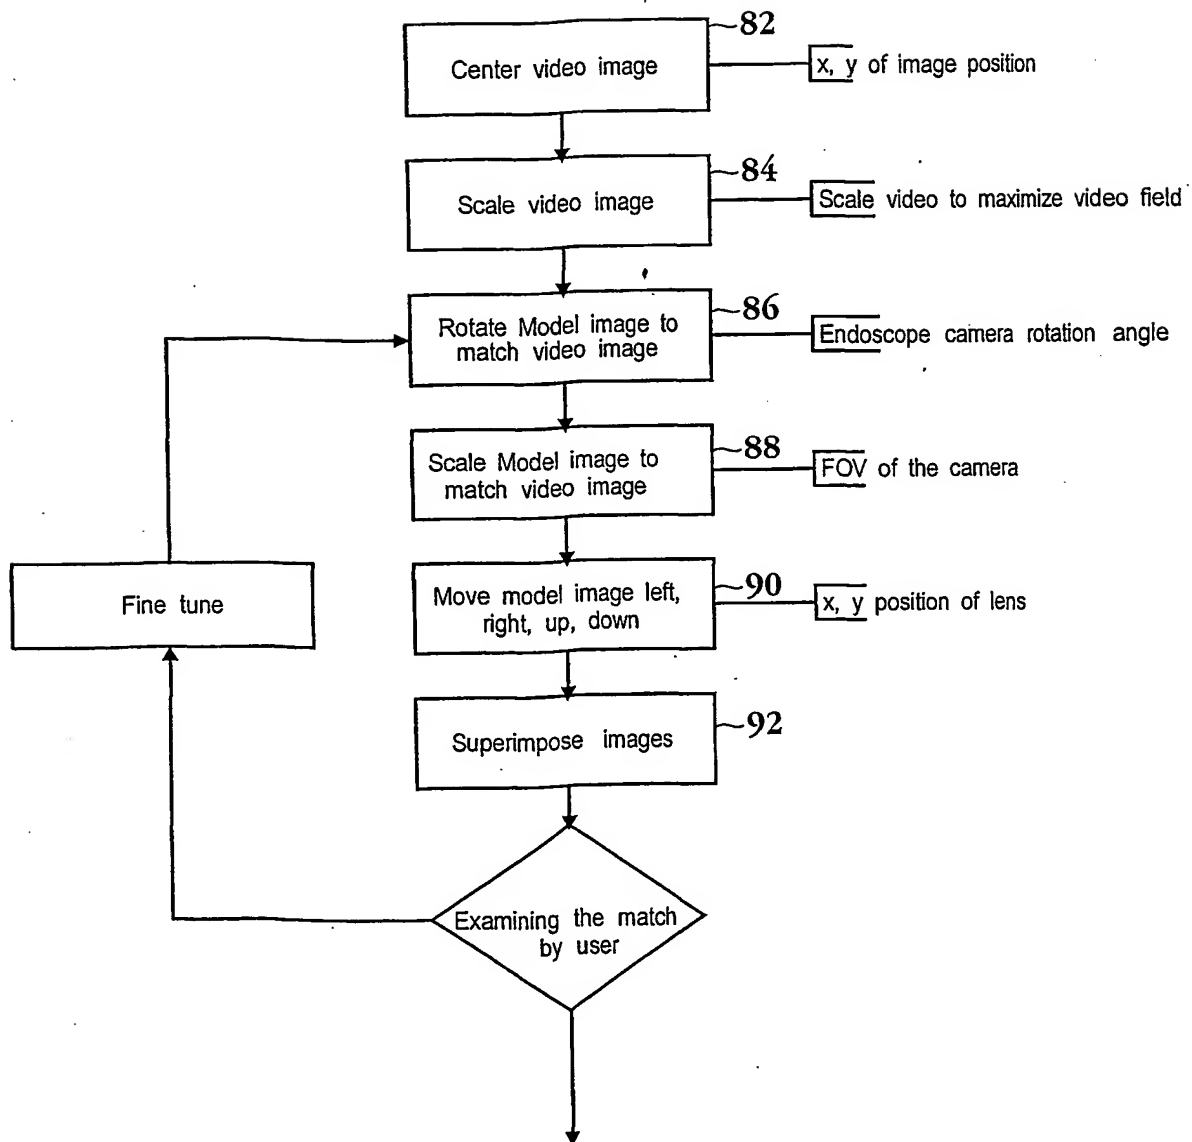 82
Center video image
x, y of image position
84
Scale video image
Scale video to maximize video field
86
Rotate Model image to
match video image
Endoscope camera rotation angle
88
Scale Model image to
match video image
FOV of the camera
90
Move model image left,
right, up, down
x, y position of lens
Fine tune
92
Superimpose images
Examining the match
by user